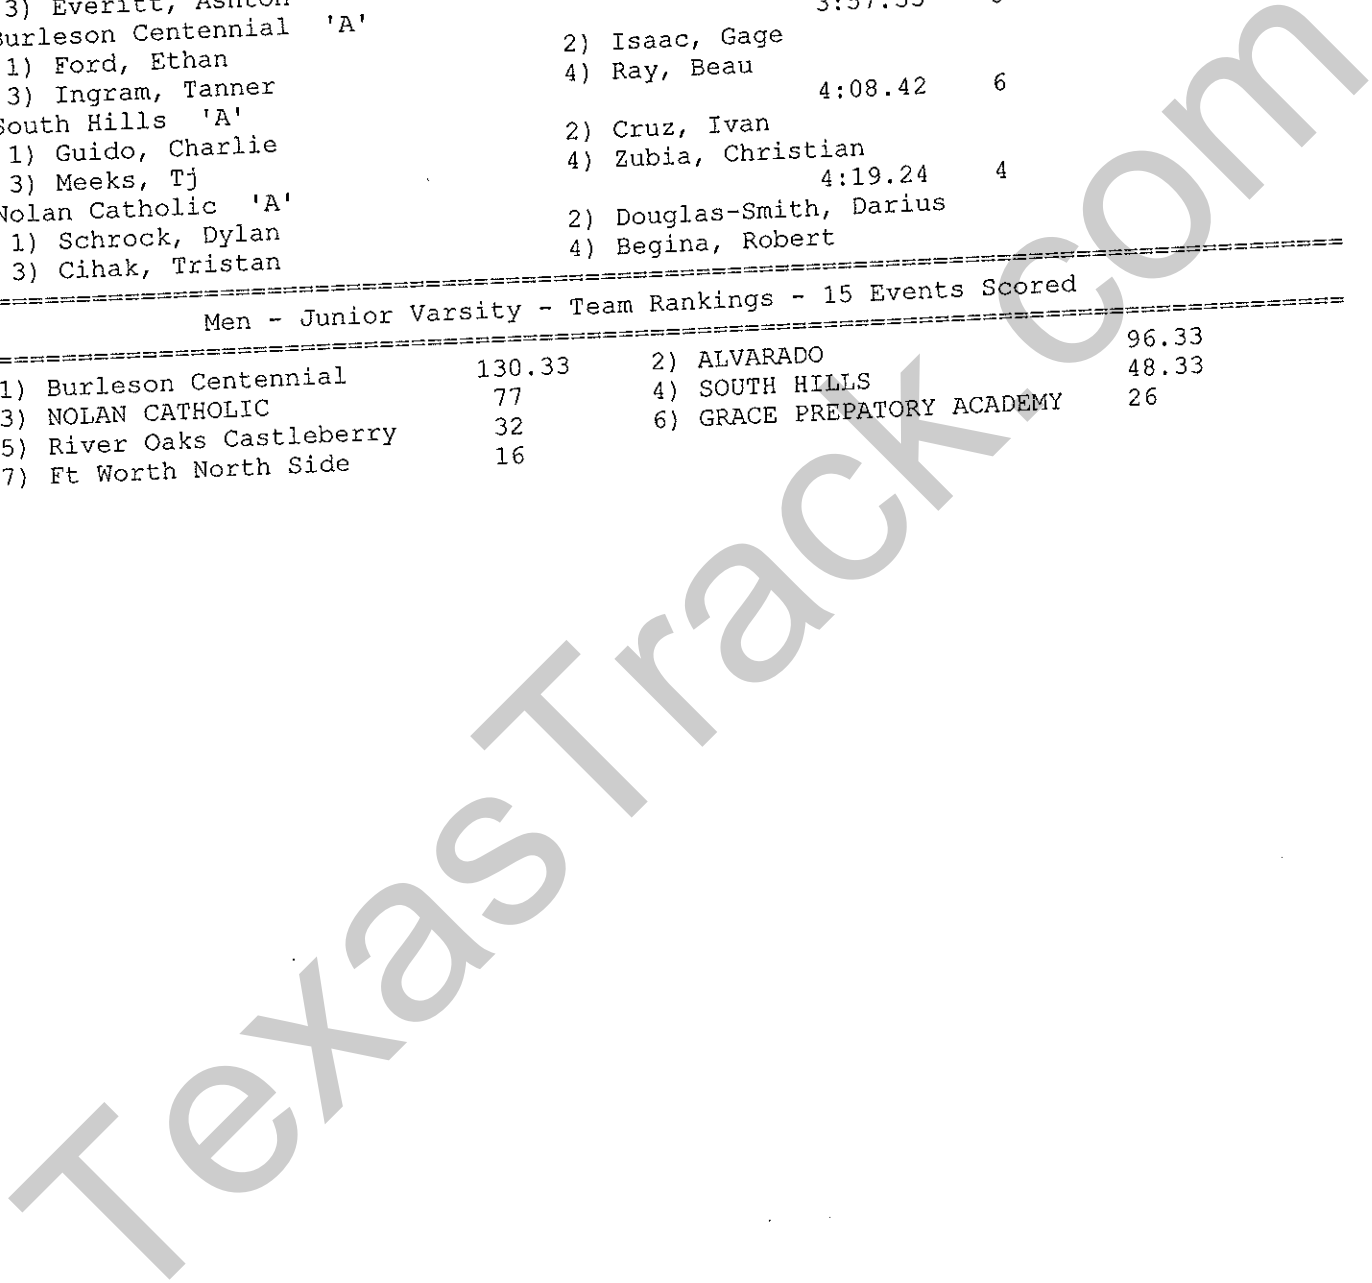 3) Everitt, Ashton
Burleson Centennial 'A'
1) Ford, Ethan 2) Isaac, Gage
3) Ingram, Tanner 4) Ray, Beau
South Hills 'A' 4:08.42 6
1) Guido, Charlie 2) Cruz, Ivan
3) Meeks, Tj 4) Zubia, Christian
Nolan Catholic 'A' 4:19.24 4
1) Schrock, Dylan 2) Douglas-Smith, Darius
3) Cihak, Tristan 4) Begina, Robert
Men - Junior Varsity - Team Rankings - 15 Events Scored
1) Burleson Centennial 130.33 2) ALVARADO 96.33
3) NOLAN CATHOLIC 77 4) SOUTH HILLS 48.33
5) River Oaks Castleberry 32 6) GRACE PREPATORY ACADEMY 26
7) Ft Worth North Side 16
TexasTrack.com